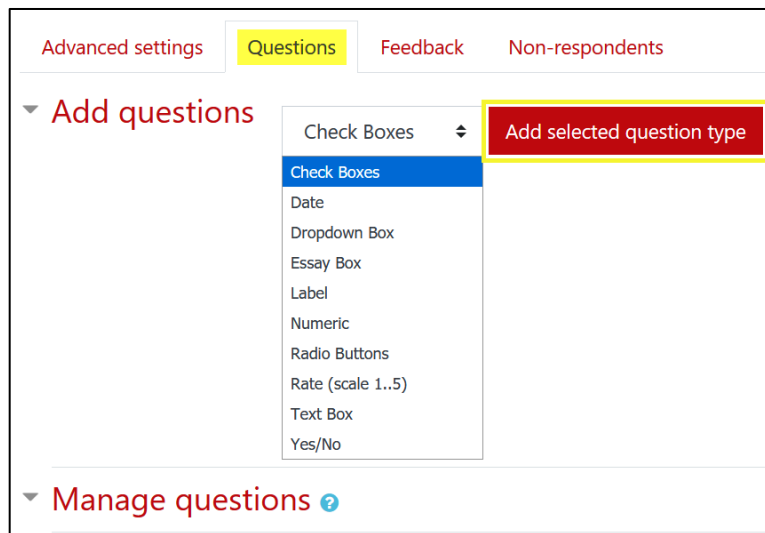 Advanced settings Questions Feedback Non-respondents
Add questions
Check Boxes Add selected question type
Check Boxes
Date
Dropdown Box
Essay Box
Label
Numeric
Radio Buttons
Rate (scale 1..5)
Text Box
Yes/No
Manage questions ?